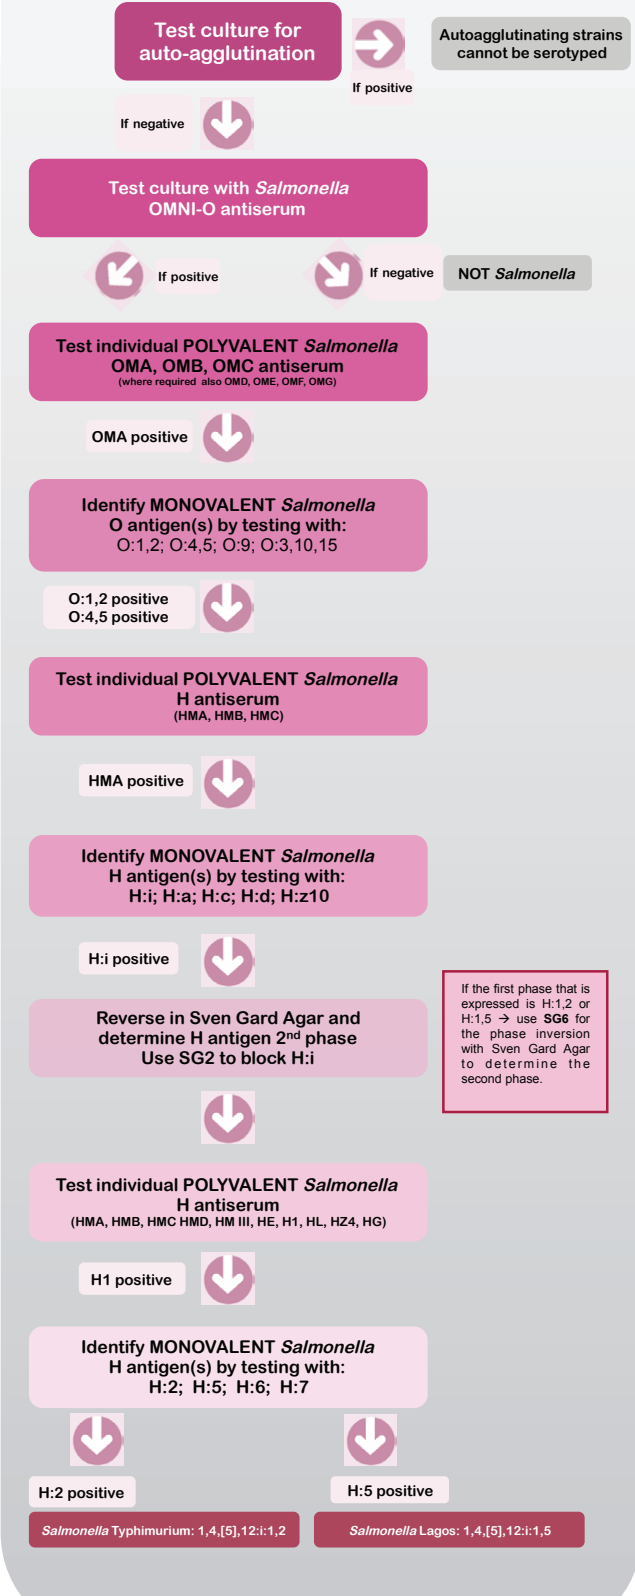 Test culture for
auto-agglutination
Autoagglutinating strains
cannot be serotyped
If positive
If negative
Test culture with Salmonella
OMNI-O antiserum
If positive
If negative
NOT Salmonella
Test individual POLYVALENT Salmonella
OMA, OMB, OMC antiserum
(where required also OMD, OME, OMF, OMG)
OMA positive
Identify MONOVALENT Salmonella
O antigen(s) by testing with:
O:1,2; O:4,5; O:9; O:3,10,15
O:1,2 positive
O:4,5 positive
Test individual POLYVALENT Salmonella
H antiserum
(HMA, HMB, HMC)
HMA positive
Identify MONOVALENT Salmonella
H antigen(s) by testing with:
H:i; H:a; H:c; H:d; H:z10
H:i positive
Reverse in Sven Gard Agar and
determine H antigen 2nd phase
Use SG2 to block H:i
If the first phase that is
expressed is H:1,2 or
H:1,5 → use SG6 for
the phase inversion
with Sven Gard Agar
to determine the
second phase.
Test individual POLYVALENT Salmonella
H antiserum
(HMA, HMB, HMC HMD, HM III, HE, H1, HL, HZ4, HG)
H1 positive
Identify MONOVALENT Salmonella
H antigen(s) by testing with:
H:2; H:5; H:6; H:7
H:2 positive
H:5 positive
Salmonella Typhimurium: 1,4,[5],12:i:1,2
Salmonella Lagos: 1,4,[5],12:i:1,5